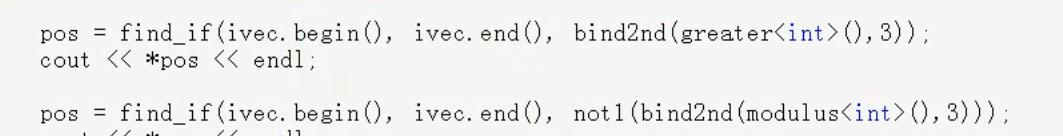 pos = find_if(ivec.begin(), ivec.end(), bind2nd(greater<int>(),3));
cout << *pos << endl;
pos = find_if(ivec.begin(), ivec.end(), not1(bind2nd(modulus<int>(),3)));